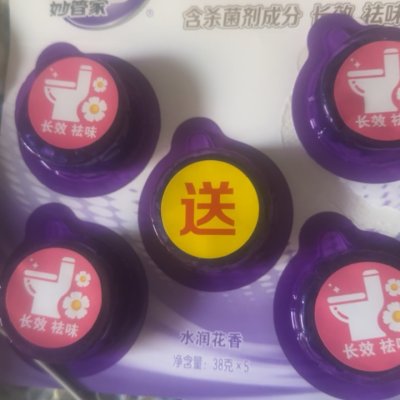 妙管家
含杀菌剂成分 长效 祛味
长效 祛味
长效 祛味
送
长效 祛味
长效 祛味
水润花香
净含量：38克×5